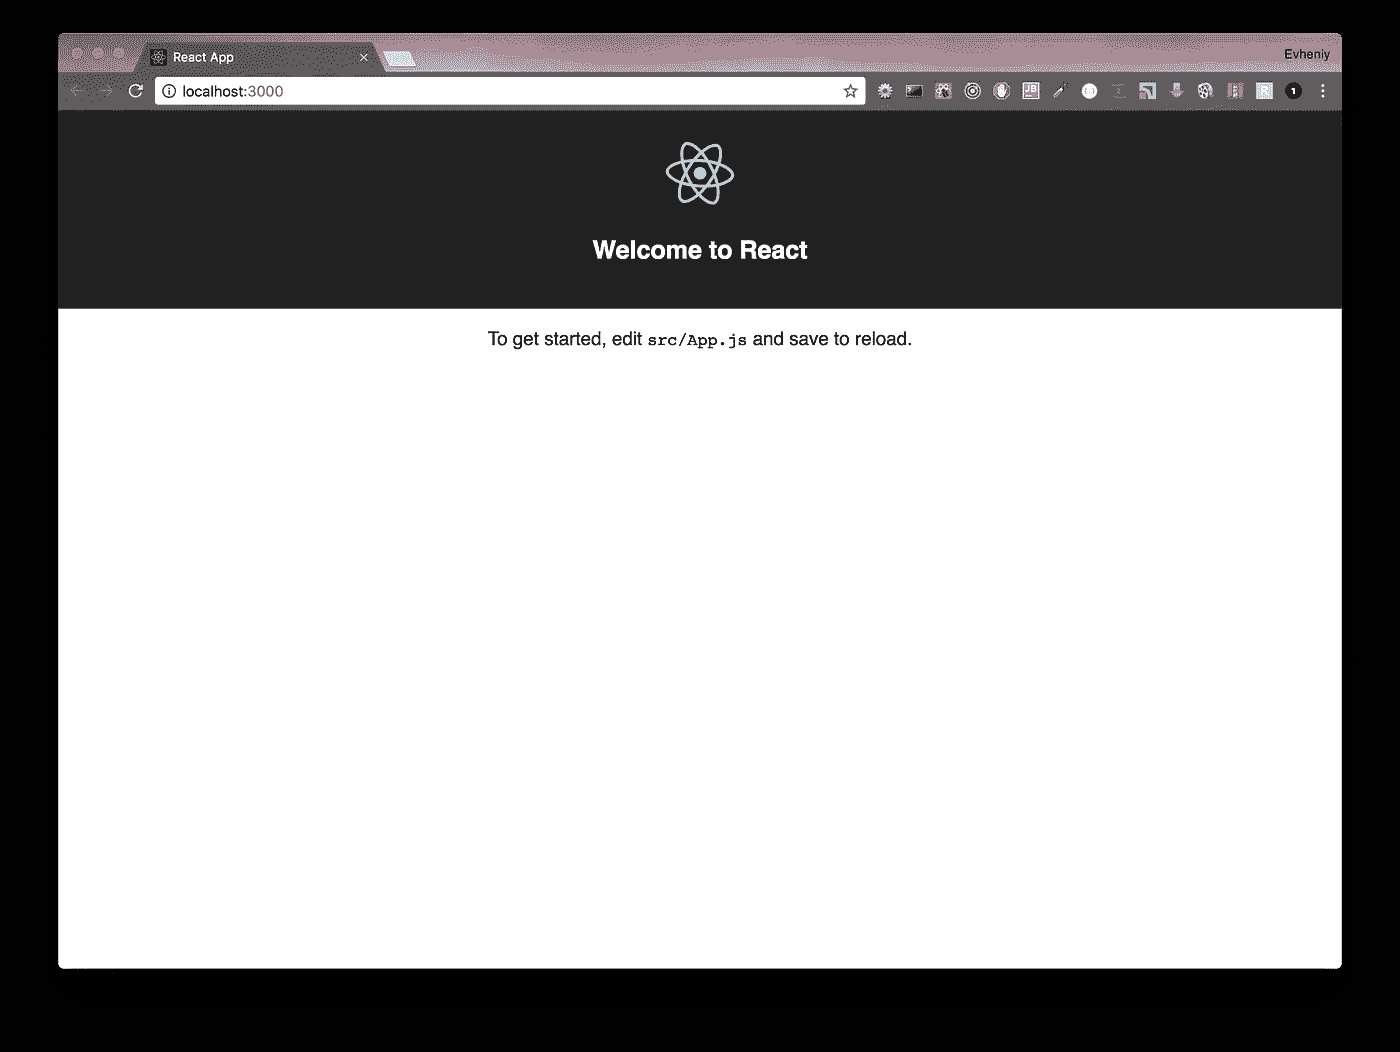 React App
Evheniy
localhost:3000
JB
R
1
Welcome to React
To get started, edit src/App.js and save to reload.